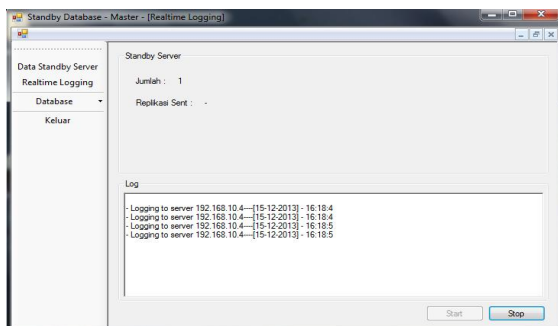 Standby Database - Master - [Realtime Logging]
Data Standby Server
Realtime Logging
Database
Keluar
Standby Server
Jumlah : 1
Replikasi Sent : -
Log
- Logging to server 192.168.10.4---[15-12-2013] - 16:18:4
- Logging to server 192.168.10.4---[15-12-2013] - 16:18:4
- Logging to server 192.168.10.4---[15-12-2013] - 16:18:5
- Logging to server 192.168.10.4---[15-12-2013] - 16:18:5
Start
Stop